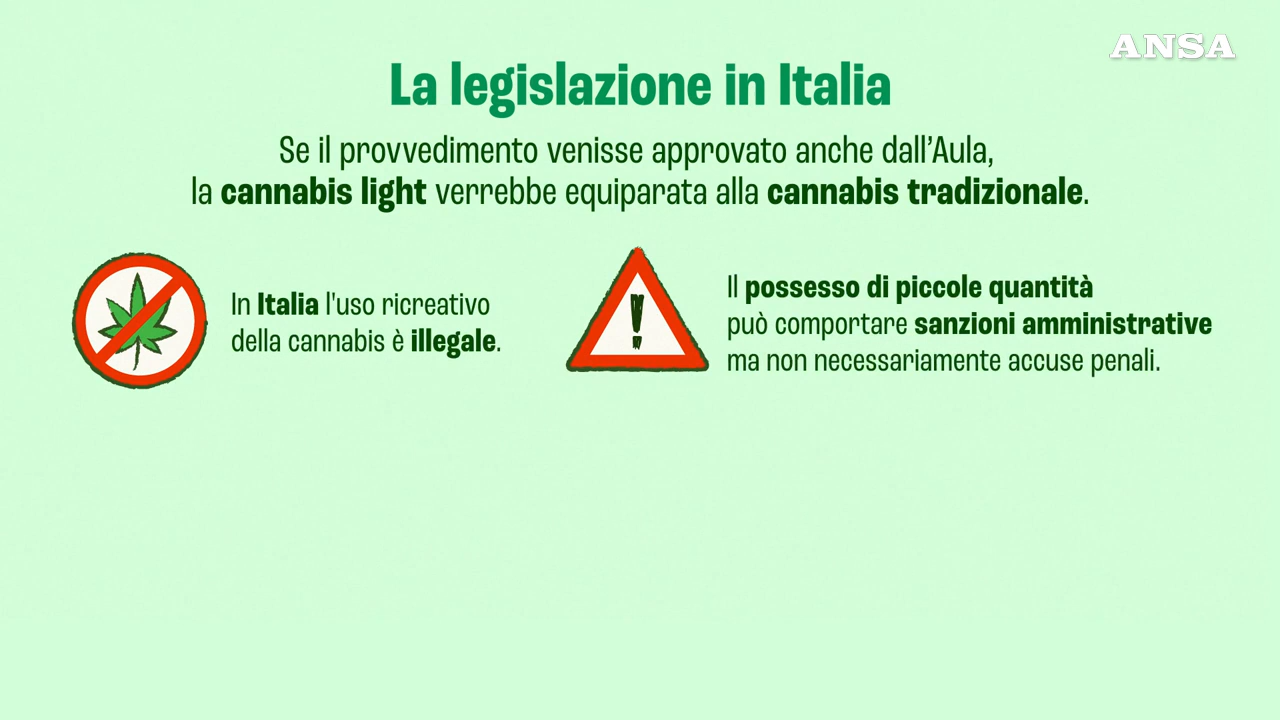 ANSA
La legislazione in Italia
Se il provvedimento venisse approvato anche dall’Aula,
la cannabis light verrebbe equiparata alla cannabis tradizionale.
In Italia l'uso ricreativo
della cannabis è illegale.
Il possesso di piccole quantità
può comportare sanzioni amministrative
ma non necessariamente accuse penali.